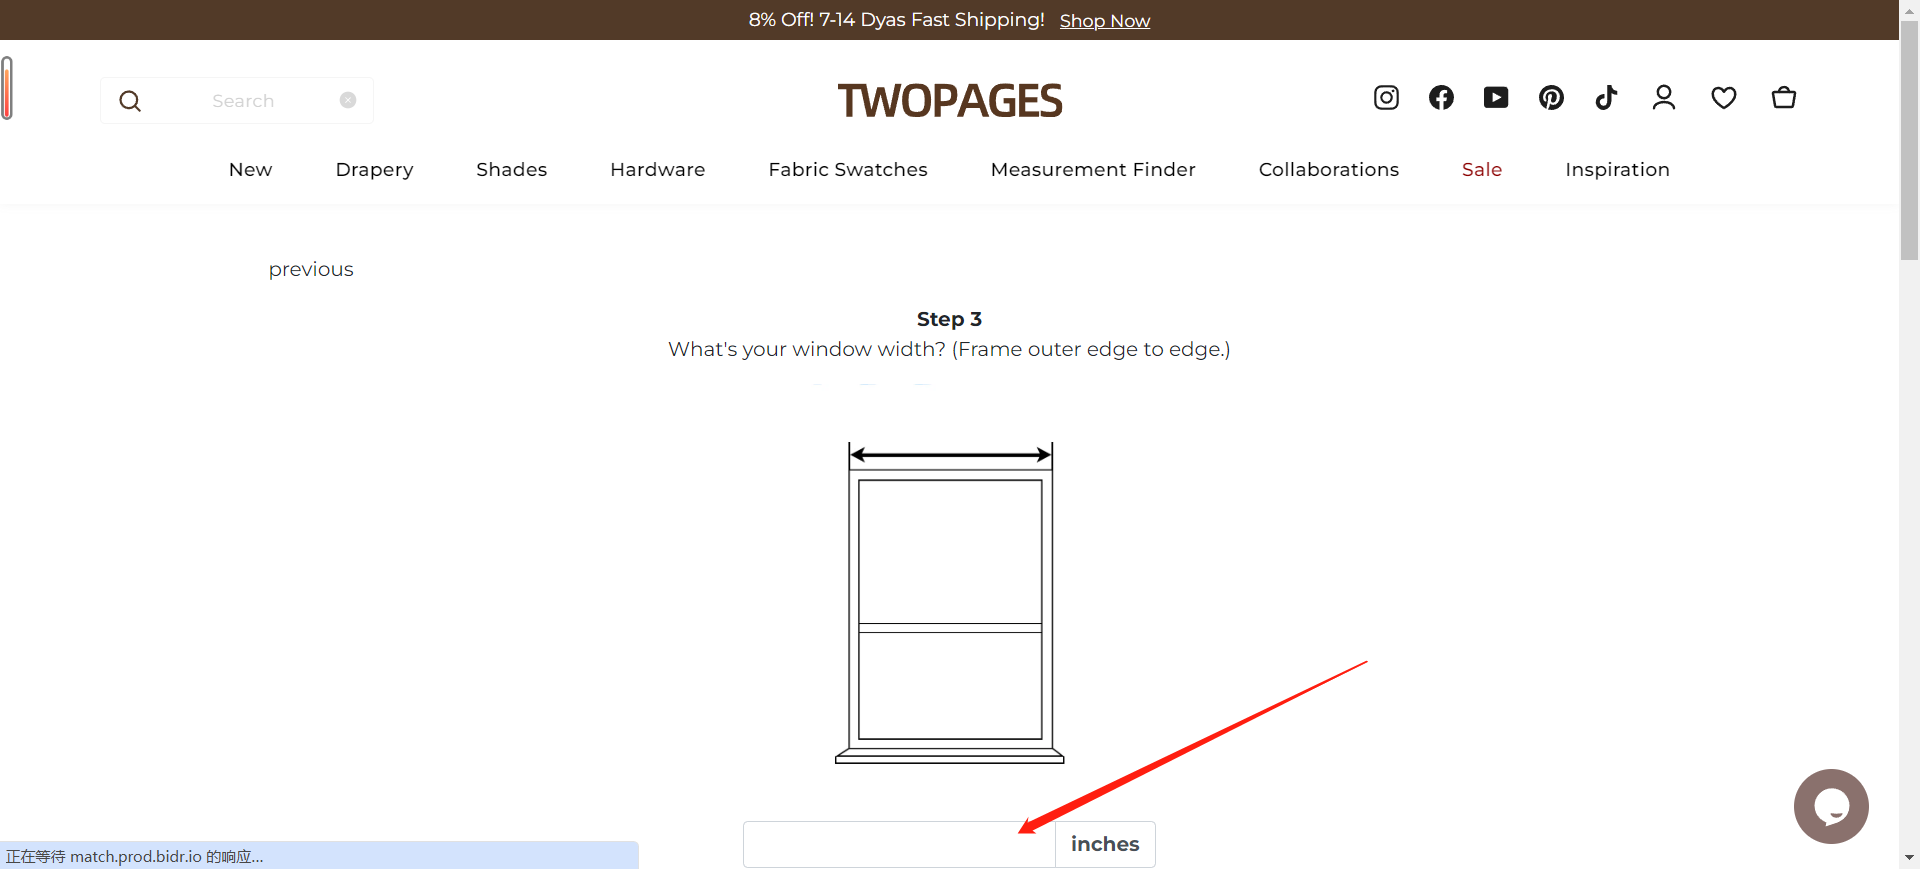 8% Off! 7-14 Dyas Fast Shipping! Shop Now
Search
TWOPAGES
New Drapery Shades Hardware Fabric Swatches Measurement Finder Collaborations Sale Inspiration
previous
Step 3
What's your window width? (Frame outer edge to edge.)
inches
正在等待 match.prod.bidr.io 的响应...